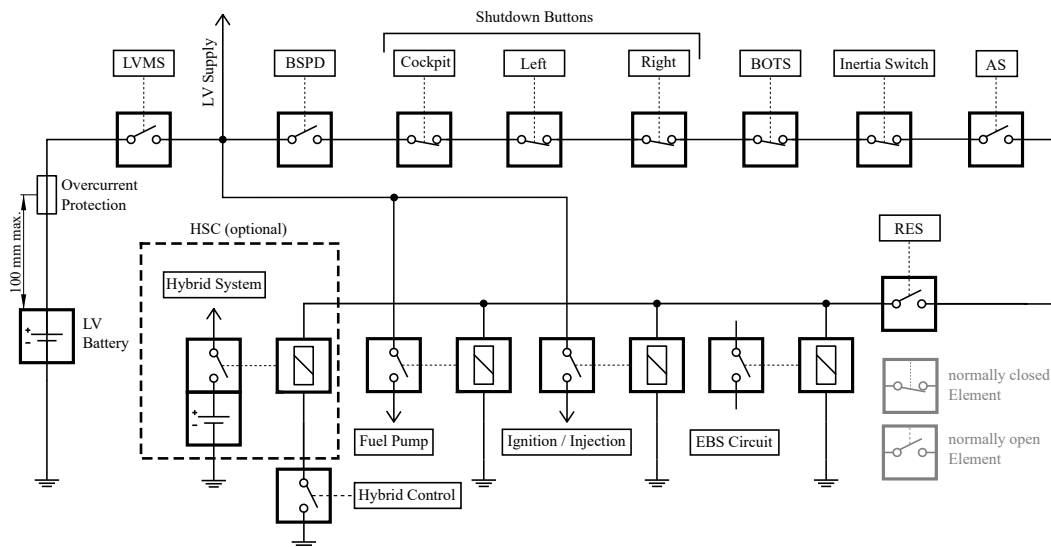 Shutdown Buttons
LV Supply
LVMS
BSPD
Cockpit
Left
Right
BOTS
Inertia Switch
AS
Overcurrent
Protection
100 mm max.
HSC (optional)
RES
Hybrid System
+
-
LV
Battery
+
-
normally closed
Element
Fuel Pump
Ignition / Injection
EBS Circuit
normally open
Element
Hybrid Control